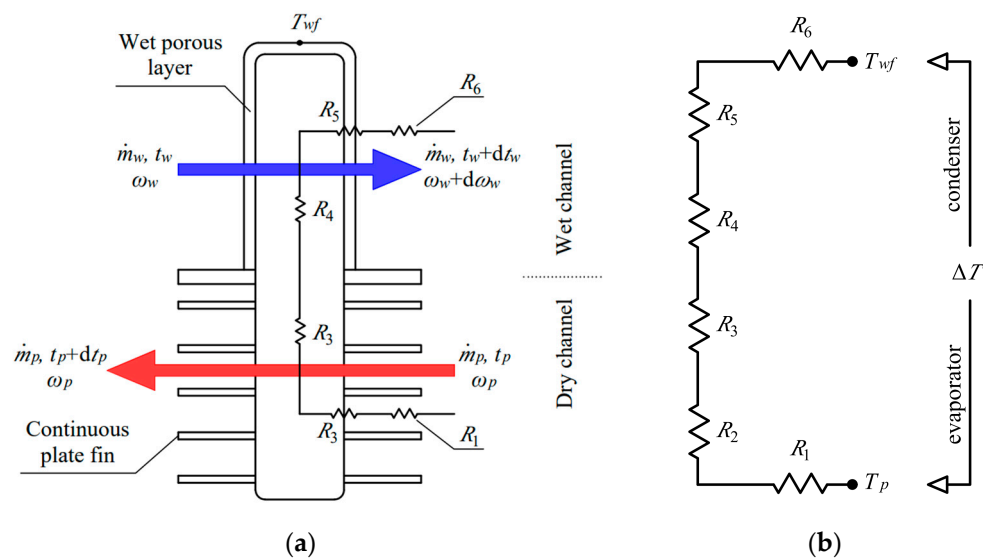 T_wf
Wet porous
layer
R_6
R_5
ṁ_w, t_w
ω_w
ṁ_w, t_w+dt_w
ω_w+dω_w
R_4
Wet channel
Dry channel
R_3
ṁ_p, t_p+dt_p
ω_p
ṁ_p, t_p
ω_p
R_3
R_1
Continuous
plate fin
(a)
R_6
T_wf
R_5
condenser
R_4
ΔT
R_3
evaporator
R_2
R_1
T_p
(b)